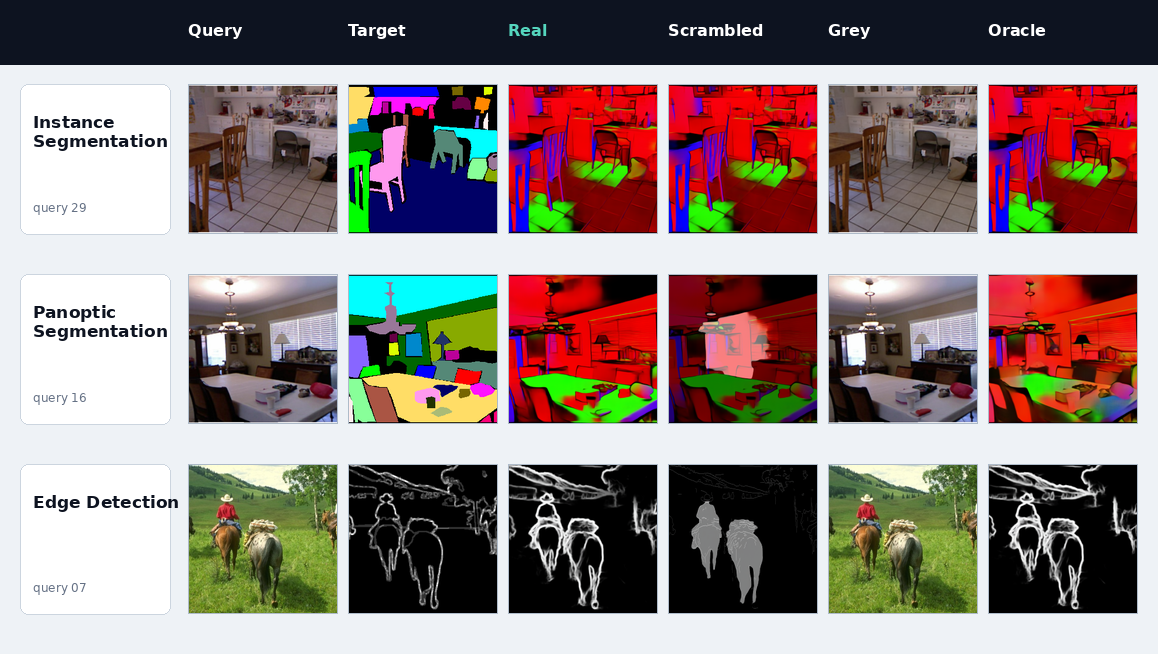 Query Target Real Scrambled Grey Oracle
Instance
Segmentation
query 29
Panoptic
Segmentation
query 16
Edge Detection
query 07